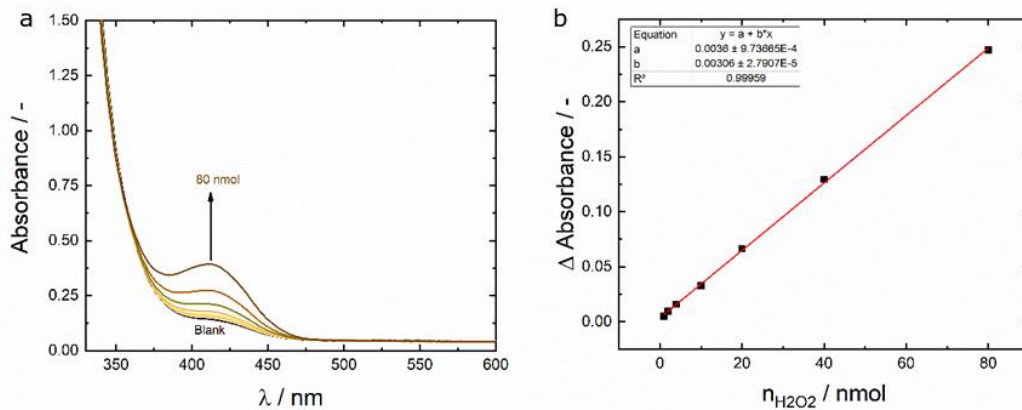 a
1.50
1.25
1.00
0.75
0.50
0.25
0.00
Absorbance / -
80 nmol
Blank
350 400 450 500 550 600
λ / nm
b
Equation y = a + b*x
a 0.0036 ± 9.73665E-4
b 0.00306 ± 2.7907E-5
R² 0.99959
0.25
0.20
0.15
0.10
0.05
0.00
Δ Absorbance / -
0 20 40 60 80
nH2O2 / nmol